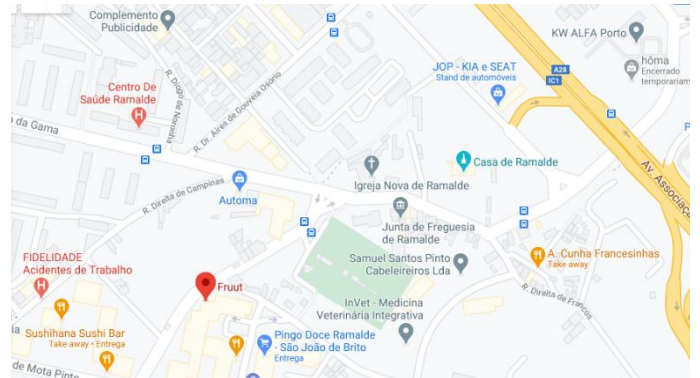 Complemento
Publicidade
KW ALFA Porto
A28
IC1
hôma
Encerrado
temporariam
JOP - KIA e SEAT
Stand de automóveis
R. Diogo de Noronha
R. Dr. Aires de Gouveia Osório
Centro De
Saúde Ramalde
o da Gama
Casa de Ramalde
Igreja Nova de Ramalde
R. Direita de Campinas
Automa
Av. Associaç
Junta de Freguesia
de Ramalde
FIDELIDADE
Acidentes de Trabalho
Samuel Santos Pinto
Cabeleireiros Lda
A. Cunha Francesinhas
Take away
R. Direita de Francos
Fruut
InVet - Medicina
Veterinária Integrativa
Sushihana Sushi Bar
Take away • Entrega
Pingo Doce Ramalde
- São João de Brito
Entrega
de Mota Pinto